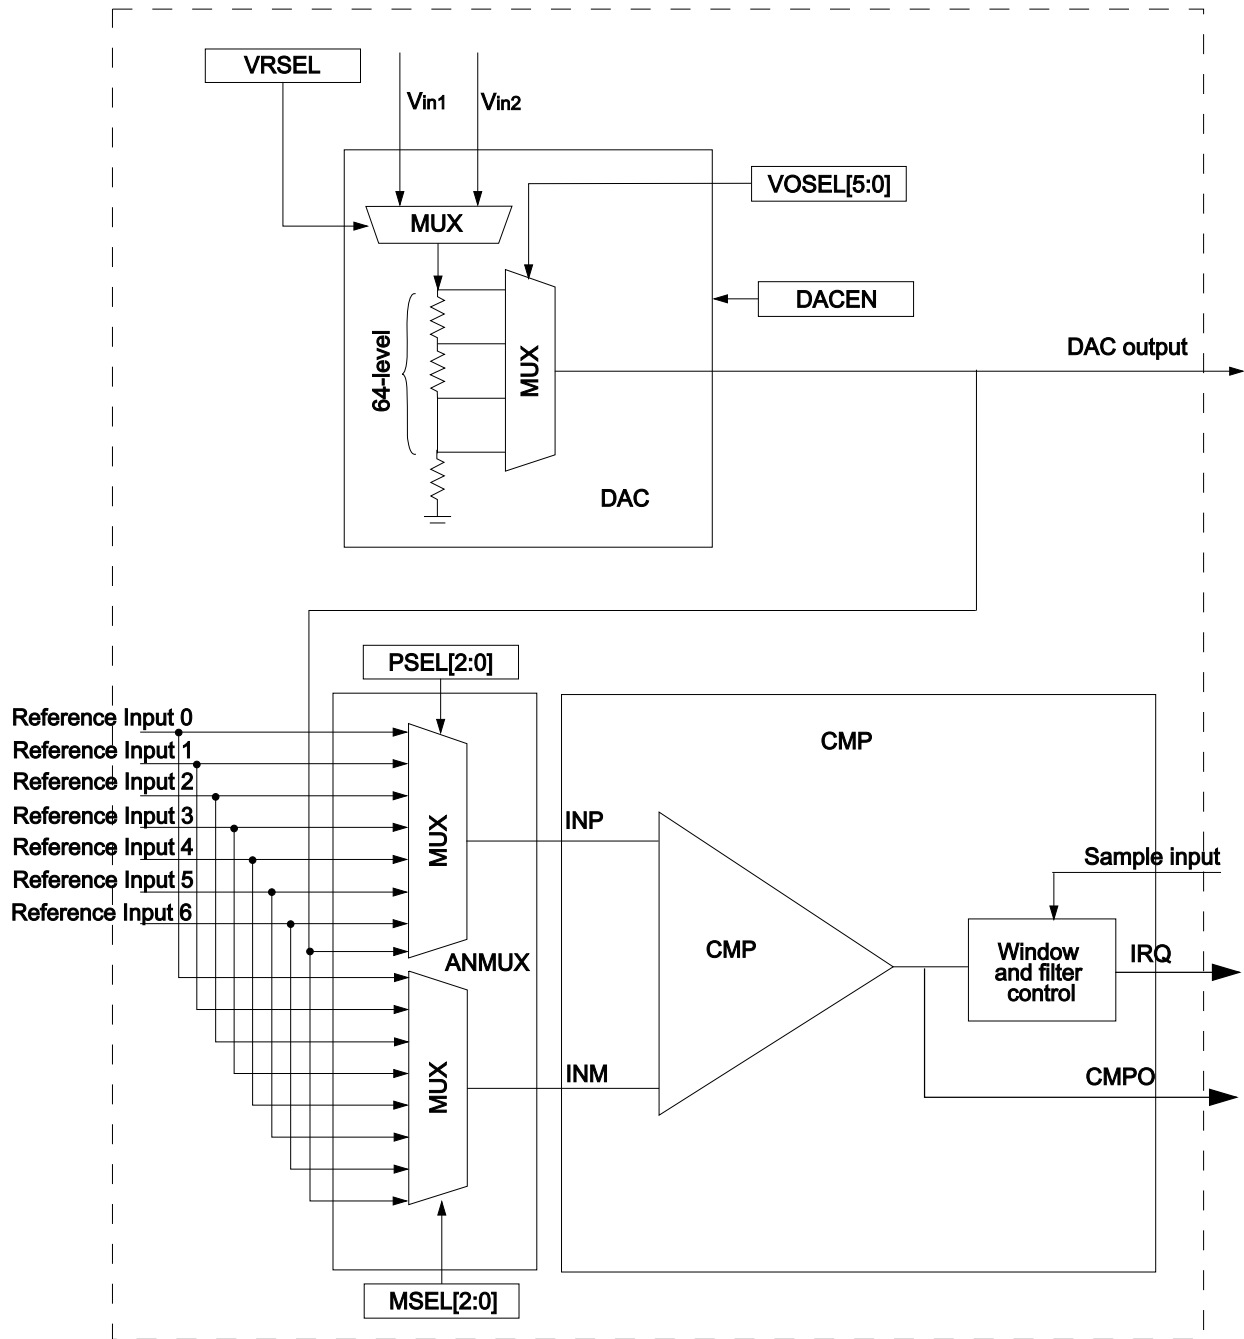 VRSEL
Vin1
Vin2
VOSEL[5:0]
MUX
DACEN
64-level
MUX
DAC output
DAC
PSEL[2:0]
Reference Input 0
Reference Input 1
Reference Input 2
Reference Input 3
Reference Input 4
Reference Input 5
Reference Input 6
MUX
ANMUX
MUX
MSEL[2:0]
CMP
INP
INM
CMP
Sample input
Window
and filter
control
IRQ
CMPO